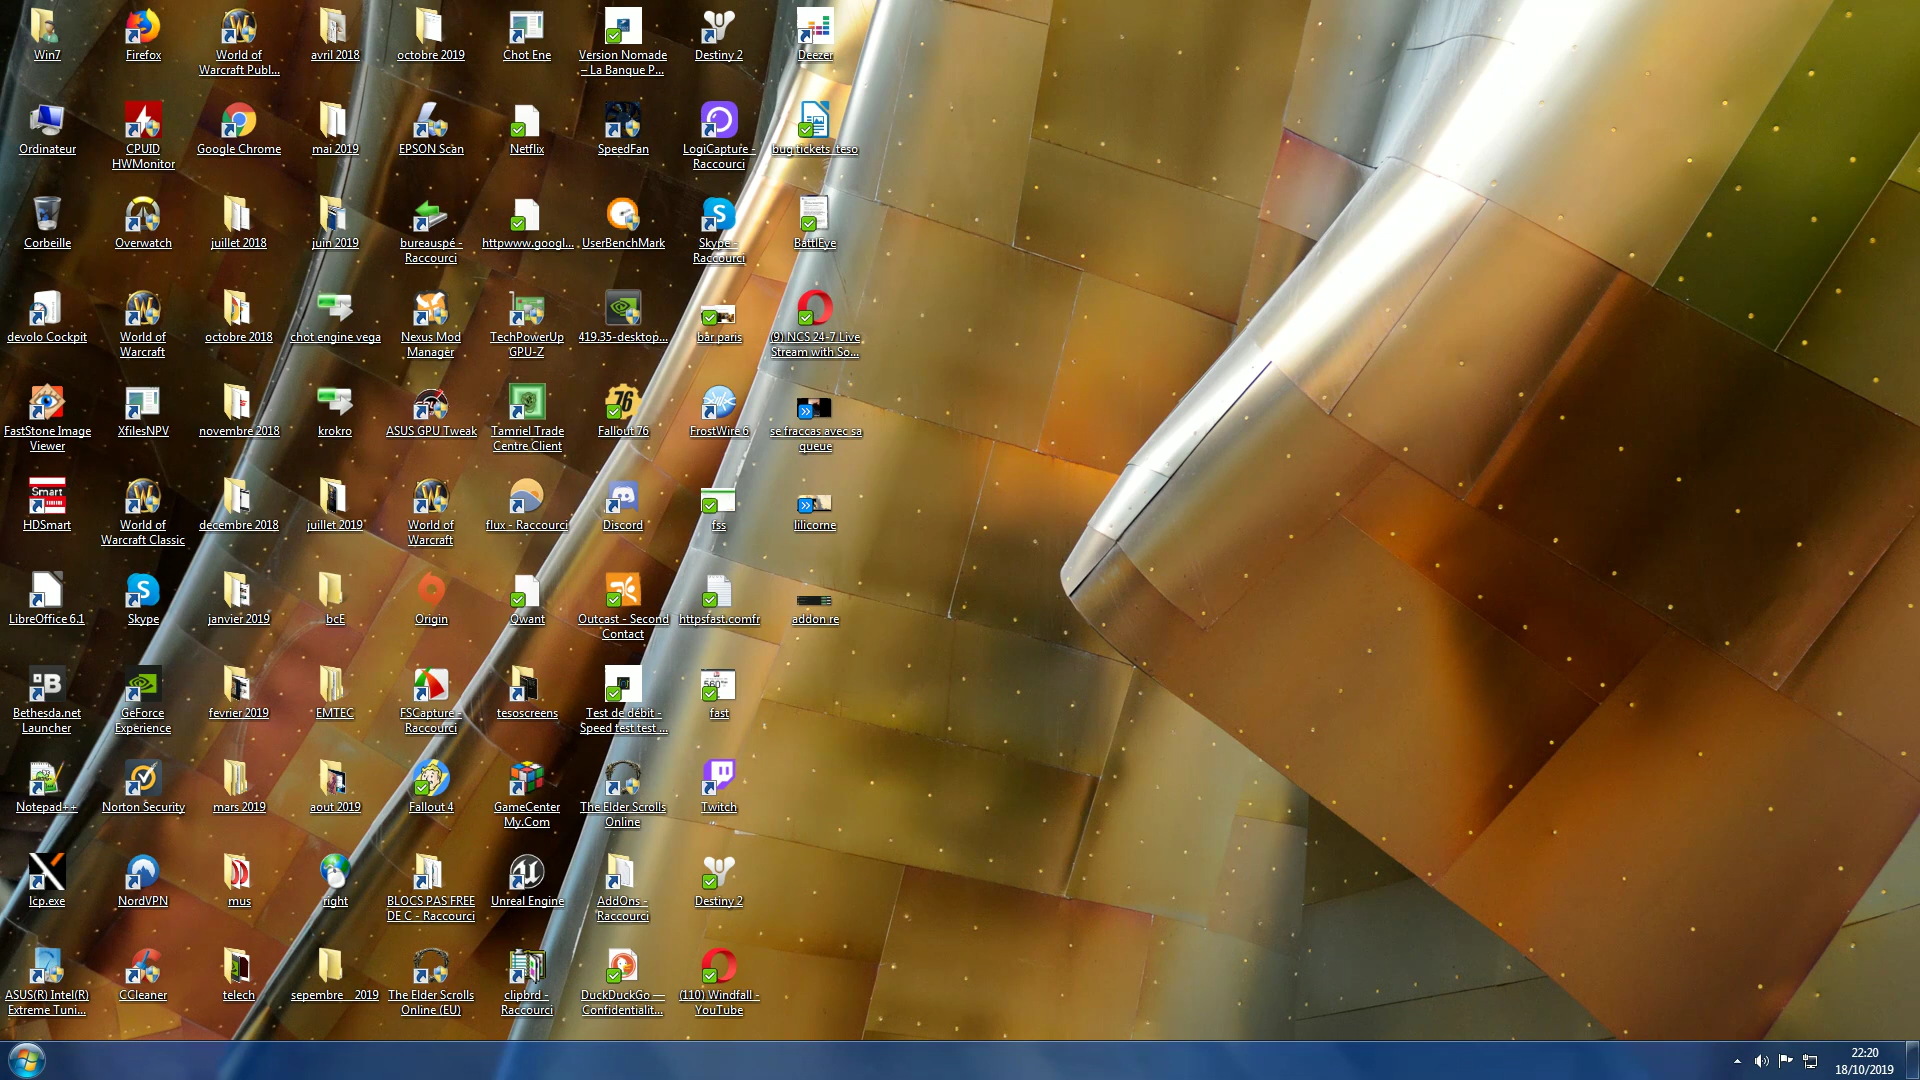 Win7
Firefox
World of
Warcraft Publ...
avril 2018
octobre 2019
Chot Ene
Version Nomade
– La Banque P...
Destiny 2
Deezer
Ordinateur
CPUID
HWMonitor
Google Chrome
mai 2019
EPSON Scan
Netflix
SpeedFan
LogiCapture -
Raccourci
bug tickets teso
Corbeille
Overwatch
juillet 2018
juin 2019
bureauspé -
Raccourci
httpwww.googl...
UserBenchMark
Skype -
Raccourci
BattlEye
devolo Cockpit
World of
Warcraft
octobre 2018
chot engine vega
Nexus Mod
Manager
TechPowerUp
GPU-Z
419.35-desktop...
bar paris
(9) NCS 24-7 Live
Stream with So...
FastStone Image
Viewer
XfilesNPV
novembre 2018
krokro
ASUS GPU Tweak
Tamriel Trade
Centre Client
76
Fallout 76
FrostWire 6
se fraccas avec sa
queue
Smart
HDSmart
World of
Warcraft Classic
decembre 2018
juillet 2019
World of
Warcraft
flux - Raccourci
Discord
fss
lilicorne
LibreOffice 6.1
Skype
janvier 2019
bcE
Origin
Qwant
Outcast - Second
Contact
httpsfast.comfr
addon re
Bethesda.net
Launcher
GeForce
Experience
fevrier 2019
EMTEC
FSCapture -
Raccourci
tesoscreens
Test de débit -
Speed test test ...
560
fast
Notepad++
Norton Security
mars 2019
aout 2019
Fallout 4
GameCenter
My.Com
The Elder Scrolls
Online
Twitch
lcp.exe
NordVPN
mus
right
BLOCS PAS FREE
DE C - Raccourci
Unreal Engine
AddOns -
Raccourci
Destiny 2
ASUS(R) Intel(R)
Extreme Tuni...
CCleaner
telech
sepembre _ 2019
The Elder Scrolls
Online (EU)
clipbrd -
Raccourci
DuckDuckGo —
Confidentialit...
(110) Windfall -
YouTube
22:20
18/10/2019